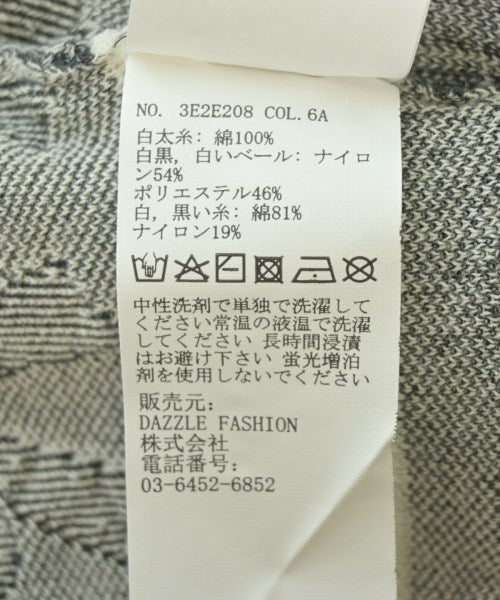 NO. 3E2E208 COL.6A
白太糸: 綿100%
白黒, 白いベール: ナイロ
ン54%
ポリエステル46%
白, 黒い糸: 綿81%
ナイロン19%
中性洗剤で単独で洗濯して
ください常温の液温で洗濯
してください 長時間浸漬
はお避け下さい 蛍光増泊
剤を使用しないでください
販売元:
DAZZLE FASHION
株式会社
電話番号:
03-6452-6852